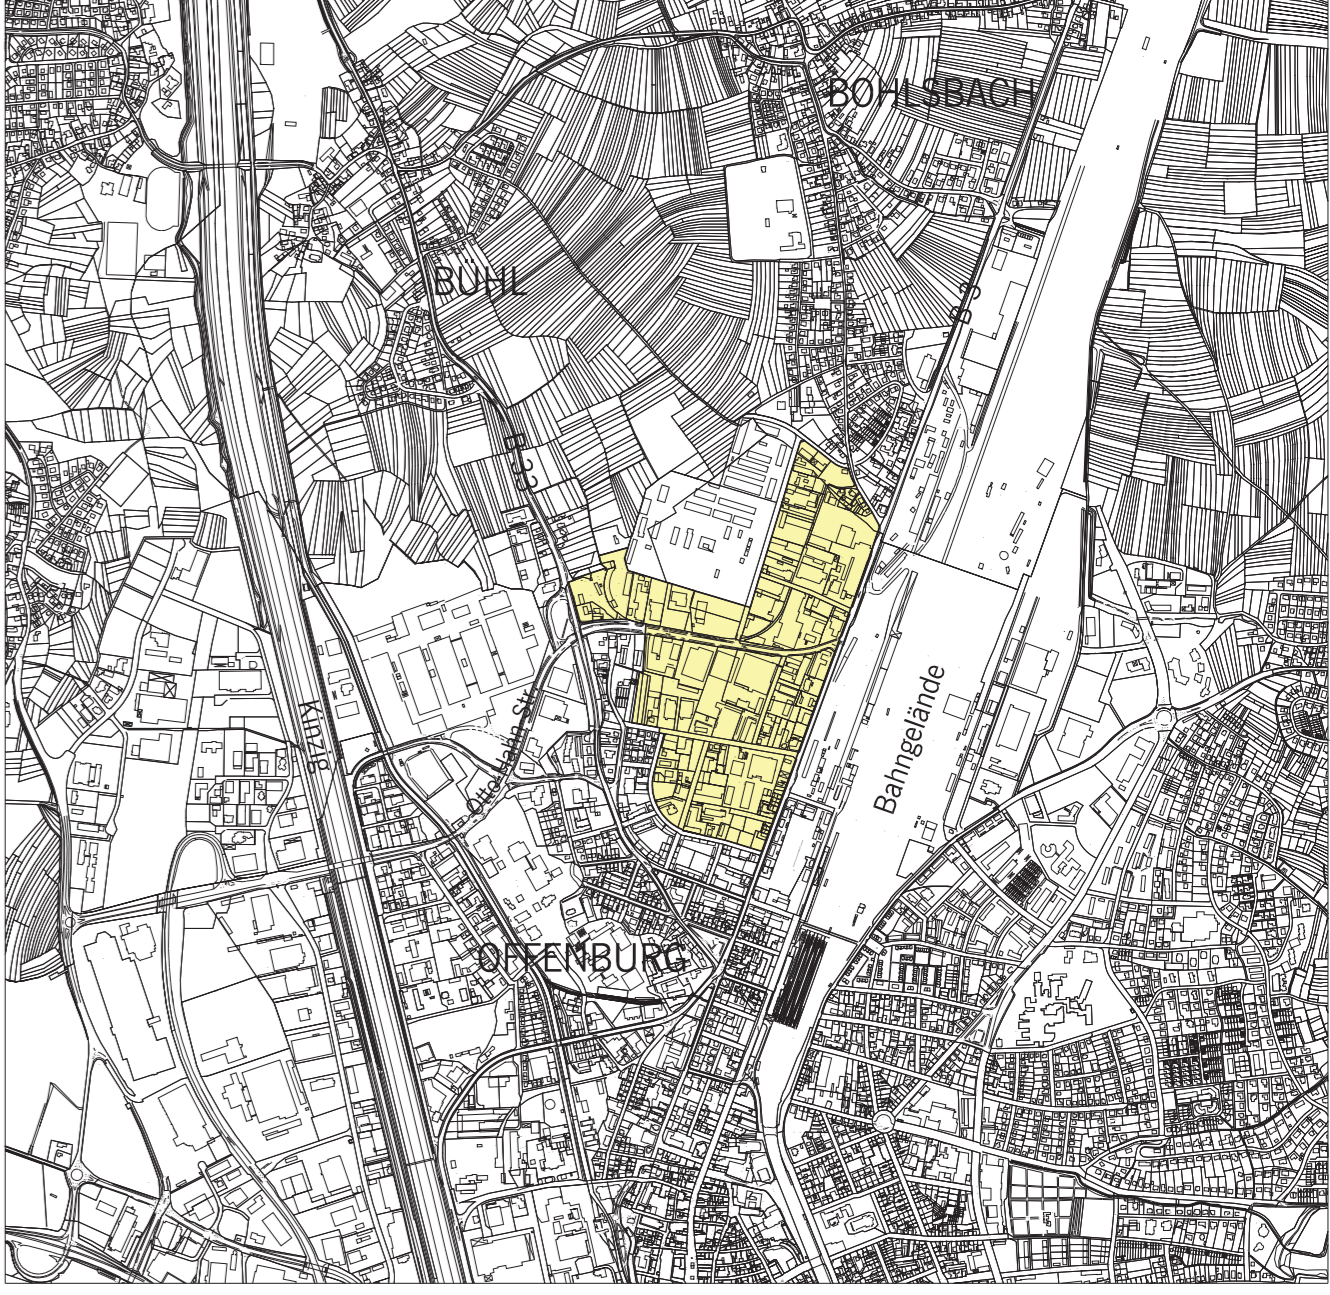 BOHLSBACH
BÜHL
B 3
B 33
Kinzig
Otto-Hahn-Str.
Bahngelände
OFFENBURG